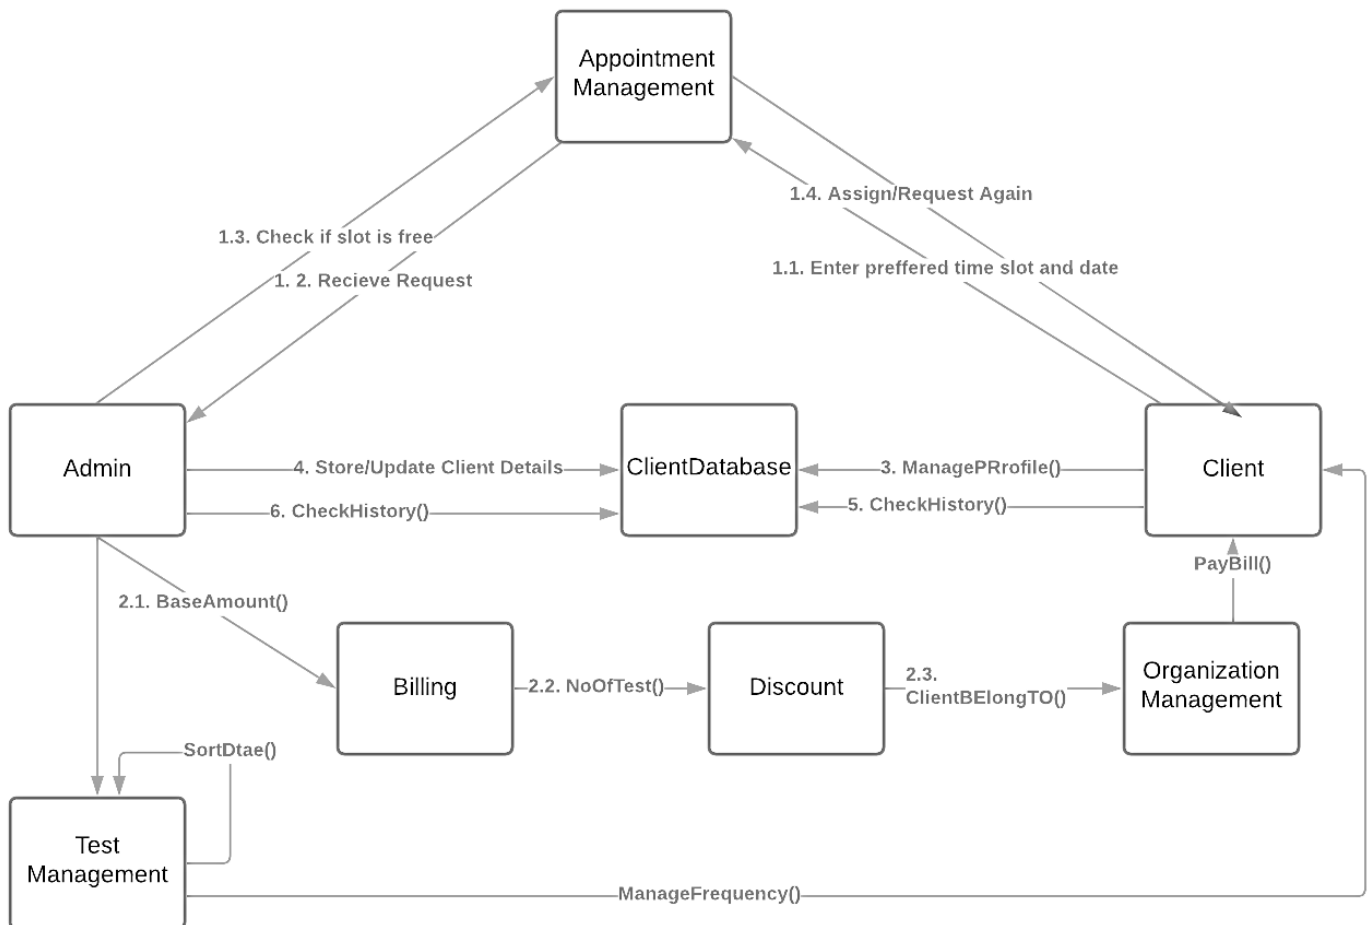 Appointment
Management
1.4. Assign/Request Again
1.3. Check if slot is free
1.1. Enter preffered time slot and date
1. 2. Recieve Request
Admin
4. Store/Update Client Details
ClientDatabase
3. ManagePRrofile()
Client
6. CheckHistory()
5. CheckHistory()
PayBill()
2.1. BaseAmount()
Billing
2.2. NoOfTest()
Discount
2.3.
ClientBElongTO()
Organization
Management
SortDtae()
Test
Management
ManageFrequency()